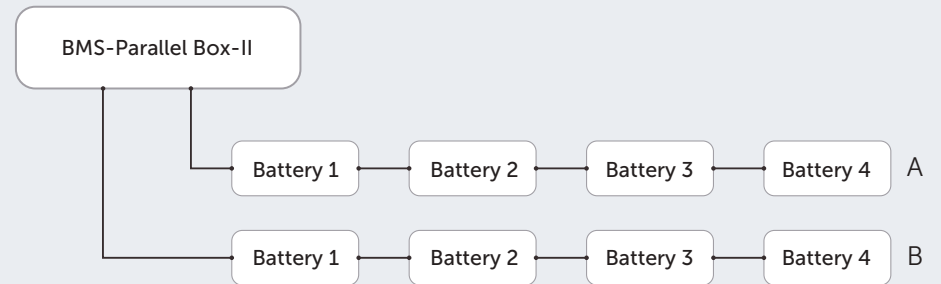 BMS-Parallel Box-II
Battery 1 Battery 2 Battery 3 Battery 4 A
Battery 1 Battery 2 Battery 3 Battery 4 B